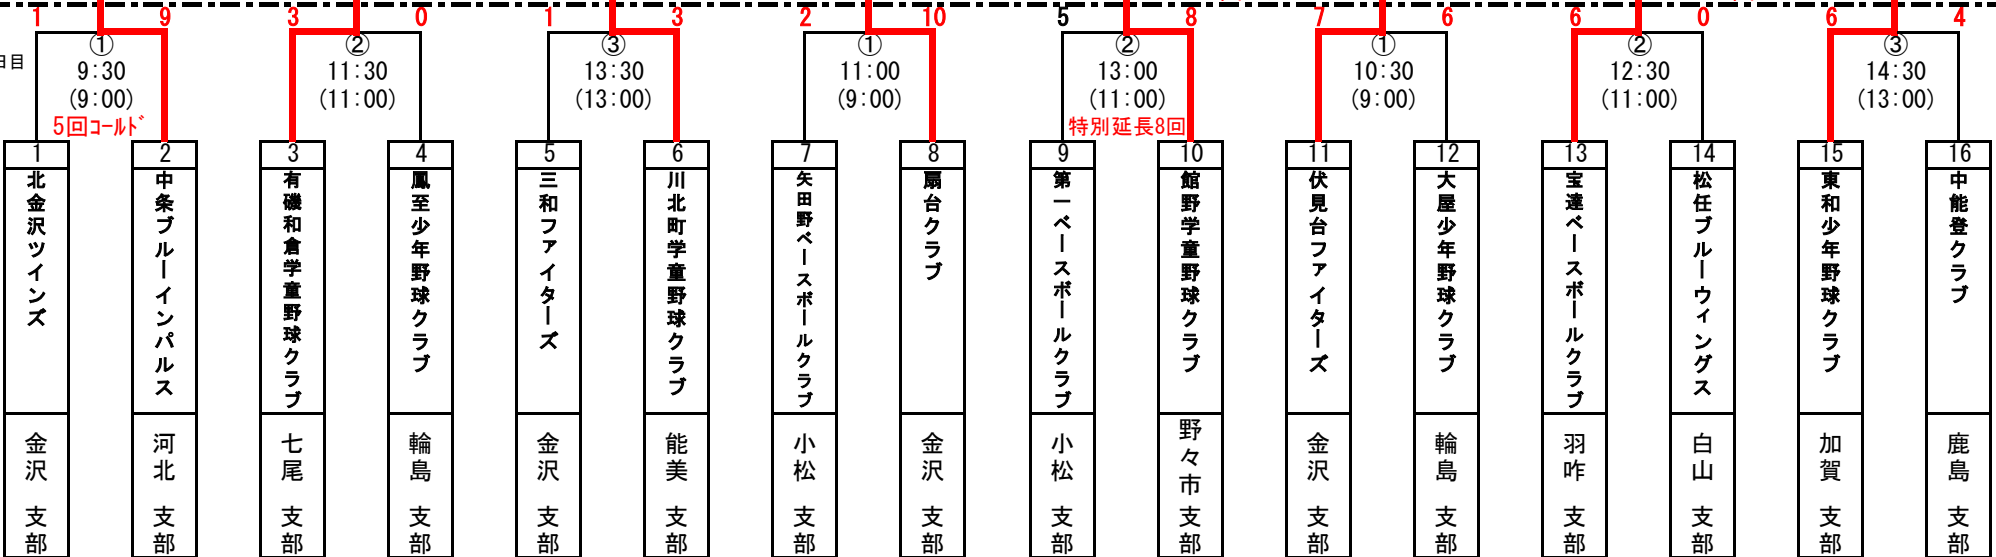 1 9 3 0 1 3 2 10 5 8 7 6 6 0 6 4
① ② ③ ① ② ① ② ③
日目
9:30 11:30 13:30 11:00 13:00 10:30 12:30 14:30
(9:00) (11:00) (13:00) (9:00) (11:00) (9:00) (11:00) (13:00)
5回コールド 特別延長8回
1 2 3 4 5 6 7 8 9 10 11 12 13 14 15 16
北金沢ツインズ
中条ブルーインパルス
有磯和倉学童野球クラブ
鳳至少年野球クラブ
三和ファイターズ
川北町学童野球クラブ
矢田野ベースボールクラブ
扇台クラブ
第一ベースボールクラブ
館野学童野球クラブ
伏見台ファイターズ
大屋少年野球クラブ
宝達ベースボールクラブ
松任ブルーウィングス
東和少年野球クラブ
中能登クラブ
金沢 支部
河北 支部
七尾 支部
輪島 支部
金沢 支部
能美 支部
小松 支部
金沢 支部
小松 支部
野々市 支部
金沢 支部
輪島 支部
羽咋 支部
白山 支部
加賀 支部
鹿島 支部